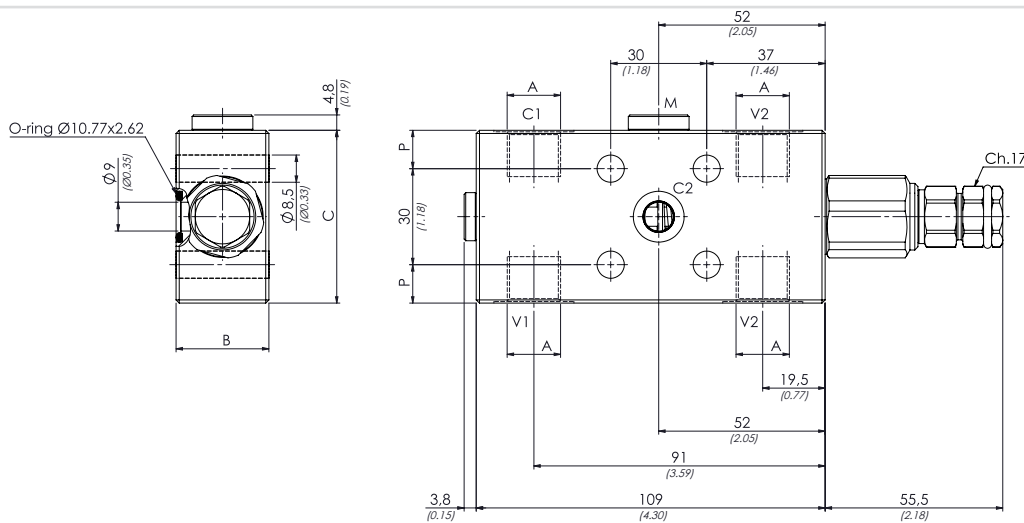 52
(2.05)
30
(1.18)
37
(1.46)
4,8
(0.19)
A
A
M
C1
V2
O-ring Ø10.77x2.62
P
Ch.17
Ø9
(Ø0.35)
Ø8,5
(Ø0.33)
C
30
(1.18)
C2
P
V1
V2
B
A
A
19,5
(0.77)
52
(2.05)
91
(3.59)
3,8
(0.15)
109
(4.30)
55,5
(2.18)